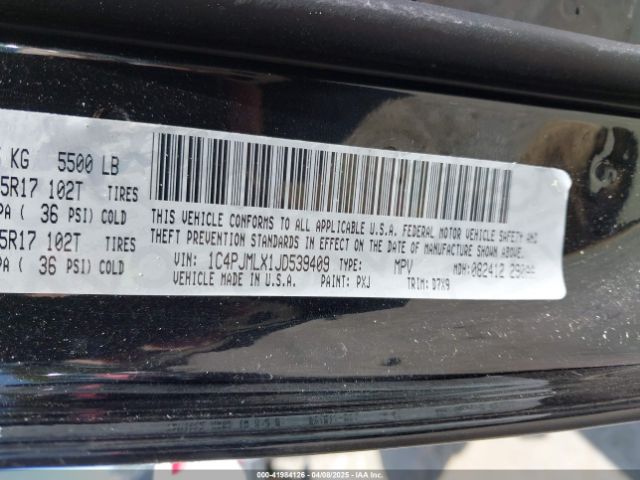 KG 5500 LB
5R17 102T TIRES
PA ( 36 PSI) COLD
5R17 102T TIRES
PA ( 36 PSI) COLD
THIS VEHICLE CONFORMS TO ALL APPLICABLE U.S.A. FEDERAL MOTOR VEHICLE SAFETY AND
THEFT PREVENTION STANDARDS IN EFFECT ON THE DATE OF MANUFACTURE SHOWN ABOVE.
VIN: 1C4PJMLX1JD539409 TYPE: MPV MDH: 082412
VEHICLE MADE IN U.S.A. PAINT: PXJ TRIM: D7X9
000-41984126 - 04/08/2025 - IAA Inc.